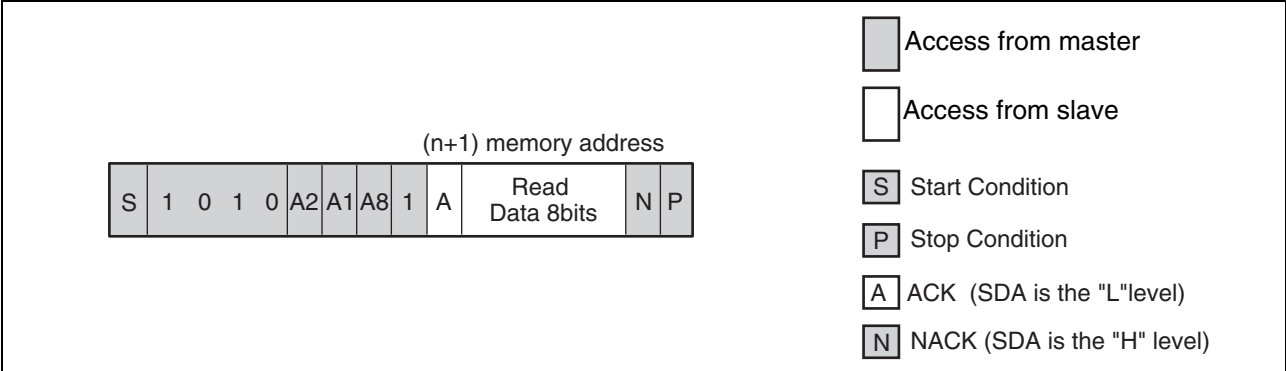 (n+1) memory address
S 1 0 1 0 A2 A1 A8 1 A Read Data 8bits N P
Access from master
Access from slave
S Start Condition
P Stop Condition
A ACK (SDA is the "L"level)
N NACK (SDA is the "H" level)